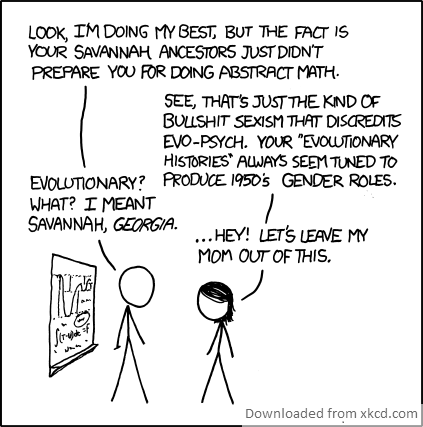 LOOK, I'M DOING MY BEST, BUT THE FACT IS
YOUR SAVANNAH ANCESTORS JUST DIDN'T
PREPARE YOU FOR DOING ABSTRACT MATH.
SEE, THAT'S JUST THE KIND OF
BULLSHIT SEXISM THAT DISCREDITS
EVO-PSYCH. YOUR "EVOLUTIONARY
HISTORIES" ALWAYS SEEM TUNED TO
PRODUCE 1950's GENDER ROLES.
EVOLUTIONARY?
WHAT? I MEANT
SAVANNAH, GEORGIA.
...HEY! LET'S LEAVE MY
MOM OUT OF THIS.
Downloaded from xkcd.com